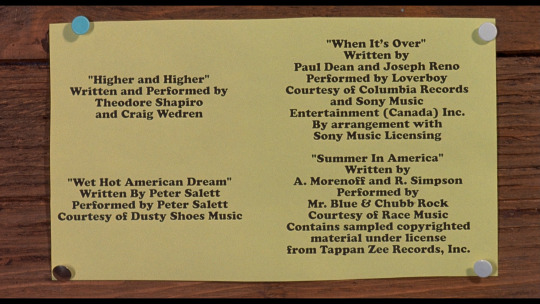 "Higher and Higher"
Written and Performed by
Theodore Shapiro
and Craig Wedren
"Wet Hot American Dream"
Written By Peter Salett
Performed by Peter Salett
Courtesy of Dusty Shoes Music
"When It's Over"
Written by
Paul Dean and Joseph Reno
Performed by Loverboy
Courtesy of Columbia Records
and Sony Music
Entertainment (Canada) Inc.
By arrangement with
Sony Music Licensing
"Summer In America"
Written by
A. Morenoff and R. Simpson
Performed by
Mr. Blue & Chubb Rock
Courtesy of Race Music
Contains sampled copyrighted
material under license
from Tappan Zee Records, Inc.